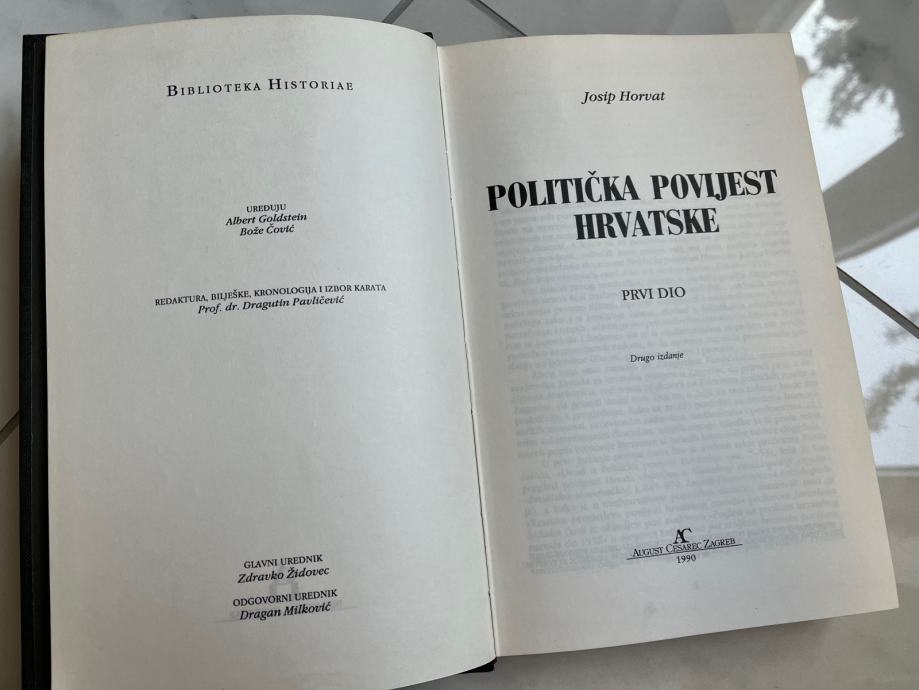 BIBLIOTEKA HISTORIAE
UREĐUJU
Albert Goldstein
Bože Čović
REDAKTURA, BILJEŠKE, KRONOLOGIJA I IZBOR KARATA
Prof. dr. Dragutin Pavličević
GLAVNI UREDNIK
Zdravko Židovec
ODGOVORNI UREDNIK
Dragan Milković
Josip Horvat
POLITIČKA POVIJEST
HRVATSKE
PRVI DIO
Drugo izdanje
AC
AUGUST CESAREC ZAGREB
1990